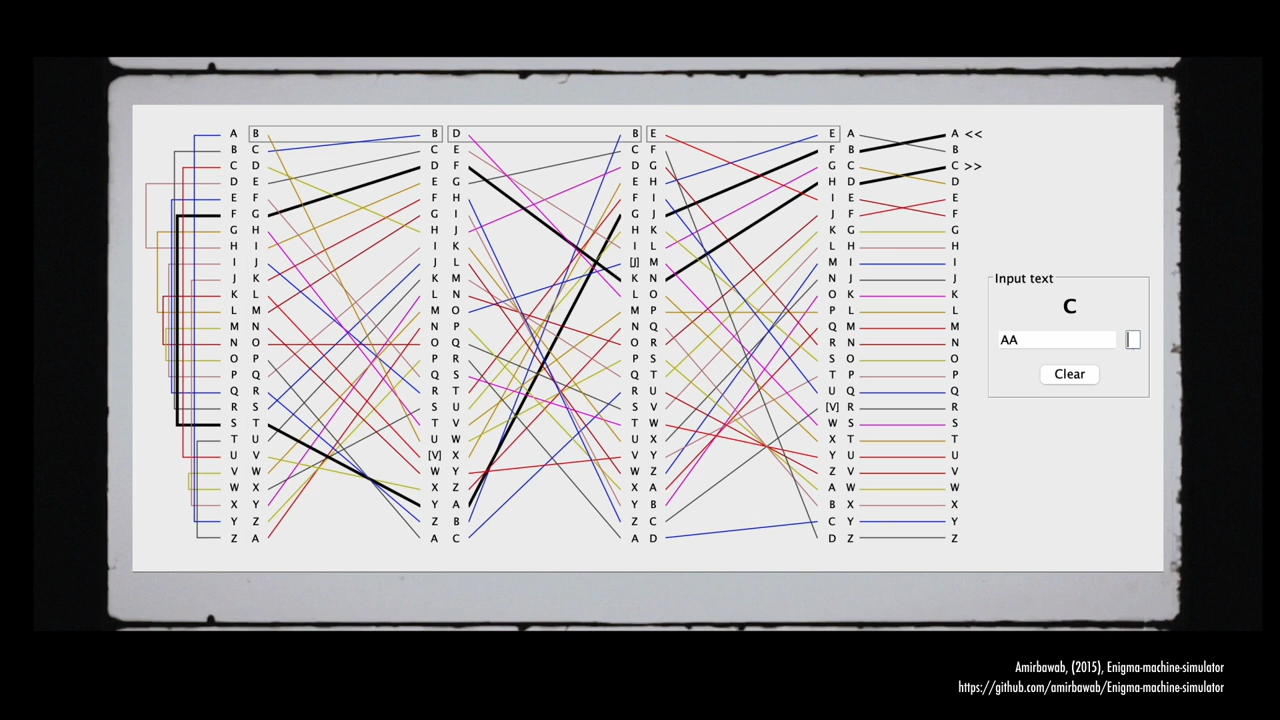 A B B D B E E A A <<
B C C E C F F B B
C D D F D G G C C >>
D E E G E H H D D
E F F H F I I E E
F G G I G J J F F
G H H J H K K G G
H I I K I L L H H
I J J L [J] M M I I
J K K M K N N J J
K L L N L O O K K
L M M O M P P L L
M N N P N Q Q M M
N O O Q O R R N N
O P P R P S S O O
P Q Q S Q T T P P
Q R R T R U U Q Q
R S S U S V [V] R R
S T T V T W W S S
T U U W U X X T T
U V [V] X V Y Y U U
V W W Y W Z Z V V
W X X Z X A A W W
X Y Y A Y B B X X
Y Z Z B Z C C Y Y
Z A A C A D D Z Z
Input text
C
AA
Clear
Amirbawab, (2015), Enigma-machine-simulator
https://github.com/amirbawab/Enigma-machine-simulator